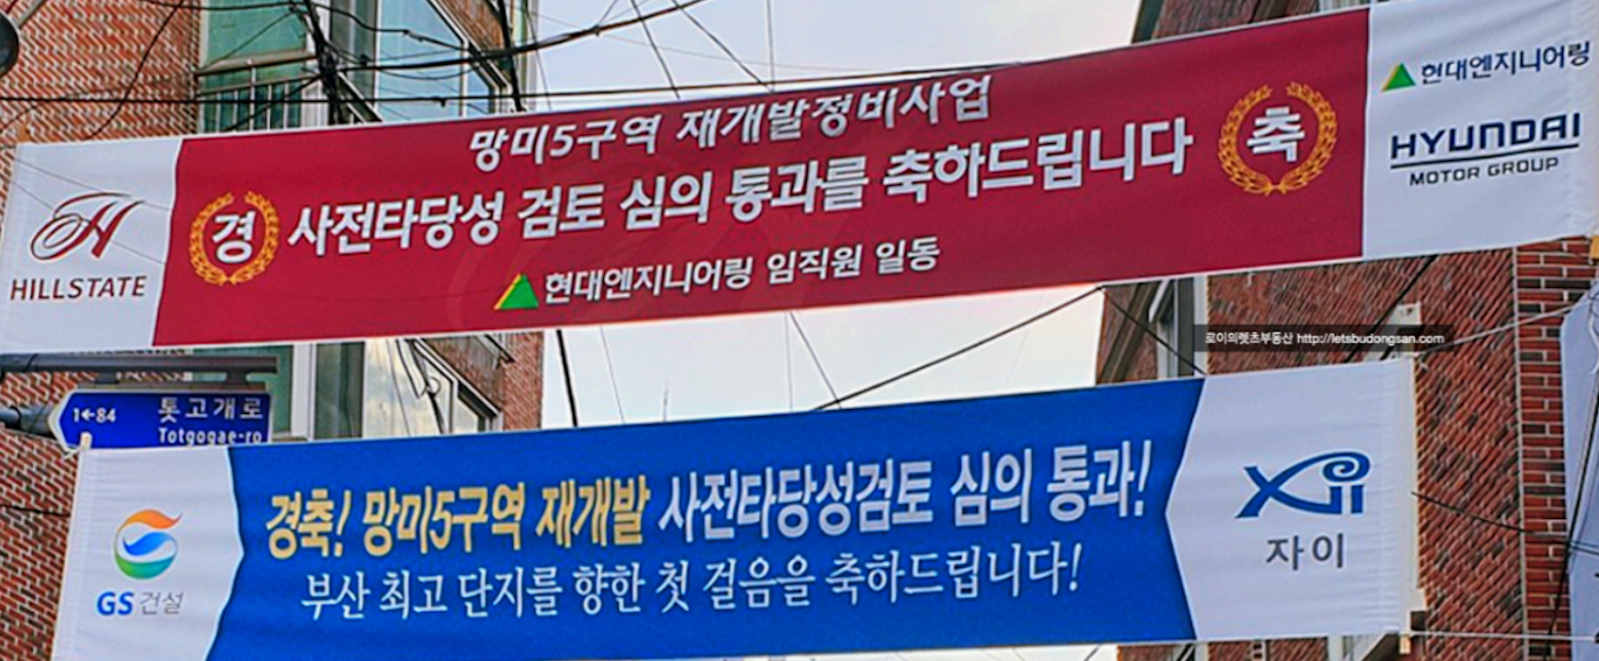 망미5구역 재개발정비사업
경 사전타당성 검토 심의 통과를 축하드립니다 축
현대엔지니어링 임직원 일동
HILLSTATE
현대엔지니어링
HYUNDAI
MOTOR GROUP
로이의렛츠부동산 http://letsbudongsan.com
1←84 톳고개로
Totgogae-ro
경축! 망미5구역 재개발 사전타당성검토 심의 통과!
부산 최고 단지를 향한 첫 걸음을 축하드립니다!
GS건설
Xi
자이